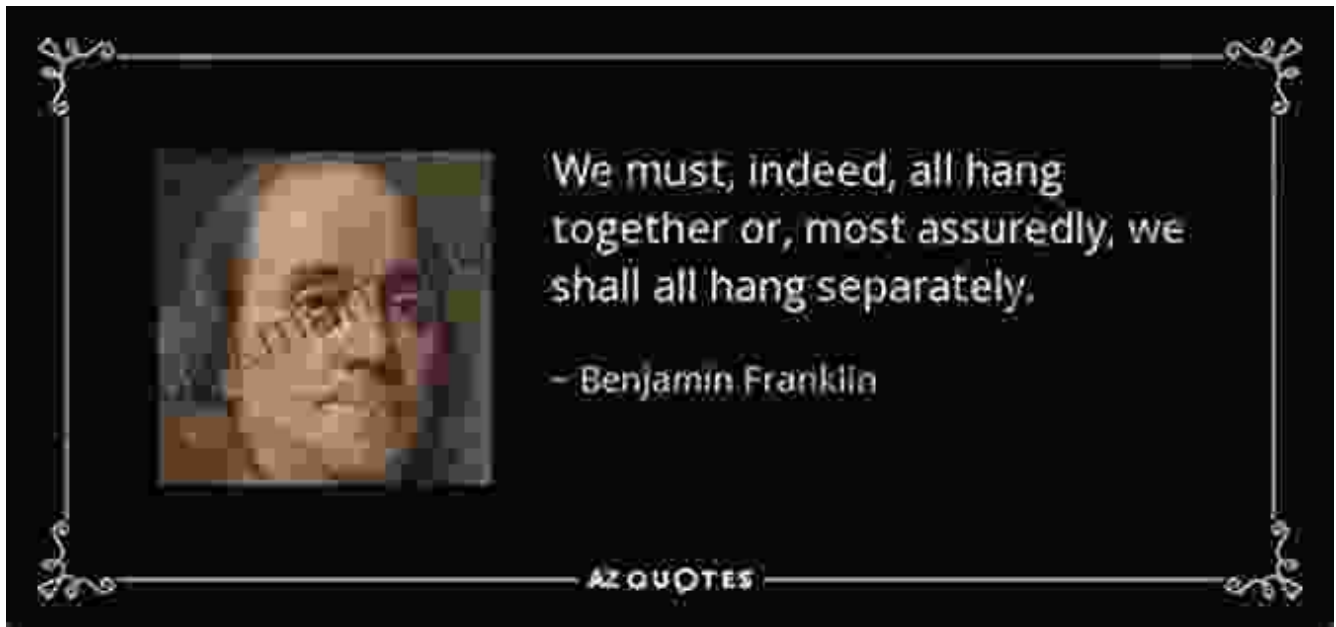 We must, indeed, all hang
together or, most assuredly, we
shall all hang separately.
~ Benjamin Franklin
AZ QUOTES